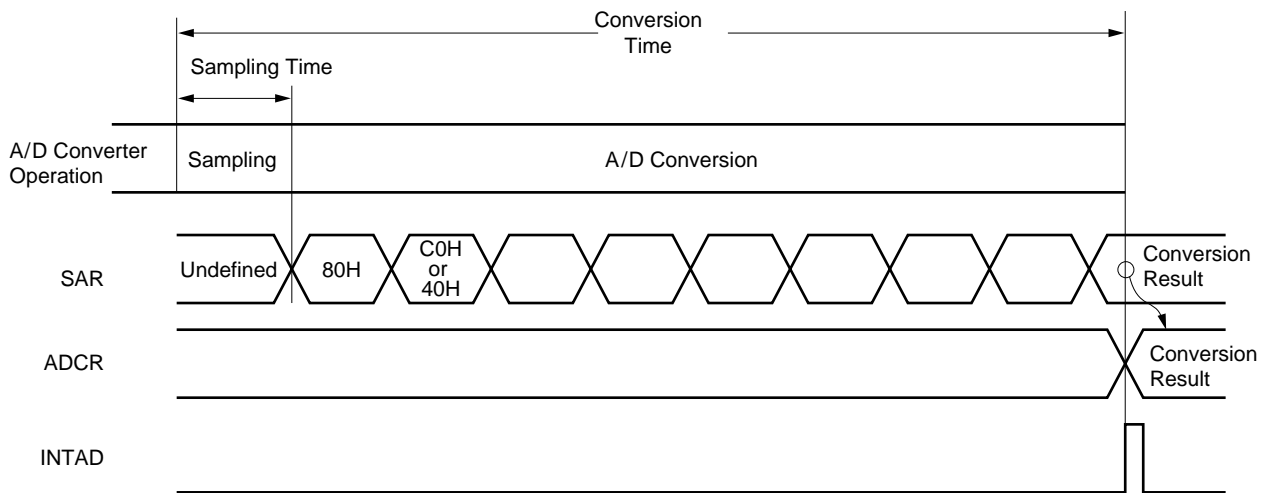 Conversion
Time
Sampling Time
A/D Converter
Operation
Sampling
A/D Conversion
SAR
Undefined
80H
C0H
or
40H
Conversion
Result
ADCR
Conversion
Result
INTAD